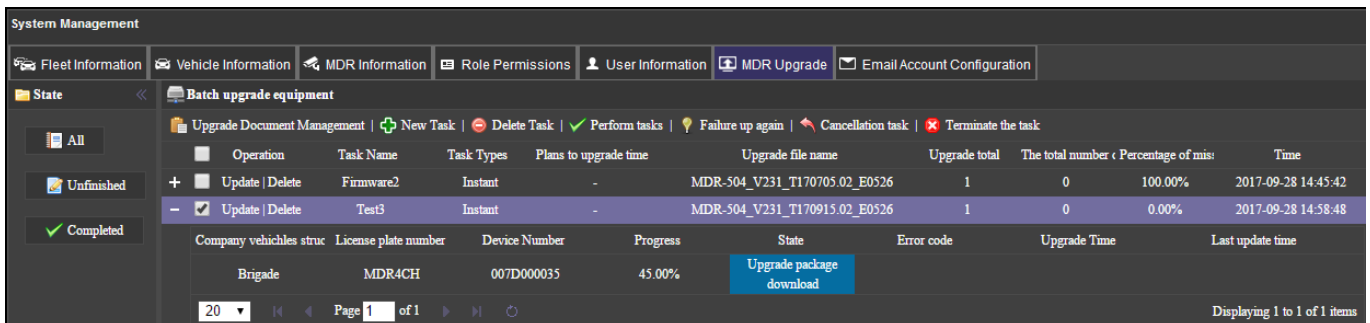 System Management
Fleet Information Vehicle Information MDR Information Role Permissions User Information MDR Upgrade Email Account Configuration
State Batch upgrade equipment
Upgrade Document Management | New Task | Delete Task | Perform tasks | Failure up again | Cancellation task | Terminate the task
All
Operation Task Name Task Types Plans to upgrade time Upgrade file name Upgrade total The total number Percentage of Time
Unfinished
Update | Delete Firmware2 Instant - MDR-504_V231_T170705.02_E0526 1 0 100.00% 2017-09-28 14:45:42
Update | Delete Test3 Instant - MDR-504_V231_T170915.02_E0526 1 0 0.00% 2017-09-28 14:58:48
Completed
Company vehichles struc License plate number Device Number Progress State Error code Upgrade Time Last update time
Brigade MDR4CH 007D000035 45.00% Upgrade package
download
20 Page 1 of 1 Displaying 1 to 1 of 1 items